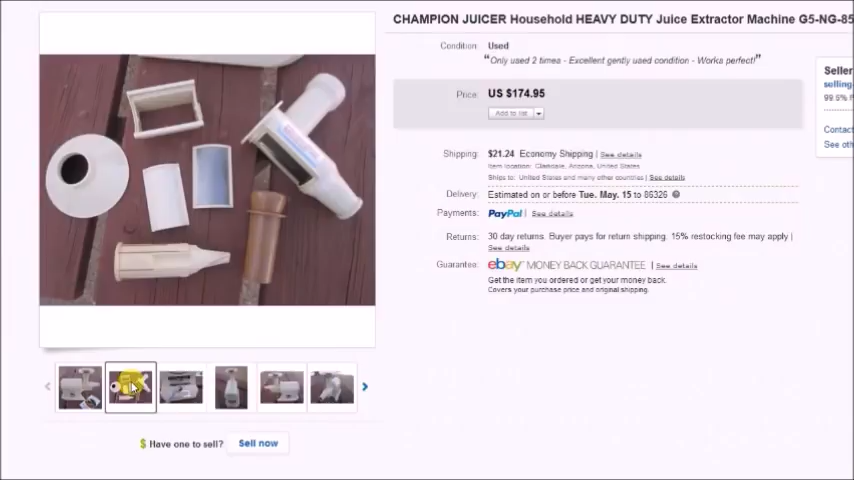 CHAMPION JUICER Household HEAVY DUTY Juice Extractor Machine G5-NG-85
Condition: Used
"Only used 2 times - Excellent gently used condition - Works perfect!"
Price: US $174.95
Add to list
Shipping: $21.24 Economy Shipping | See details
Item location: Clarkdale, Arizona, United States
Ships to: United States and many other countries | See details
Delivery: Estimated on or before Tue. May. 15 to 86326
Payments: PayPal | See details
Returns: 30 day returns. Buyer pays for return shipping. 15% restocking fee may apply |
See details
Guarantee: ebay MONEY BACK GUARANTEE | See details
Get the item you ordered or get your money back.
Covers your purchase price and original shipping.
Seller
selling
99.5%
Contact
See oth
$ Have one to sell? Sell now